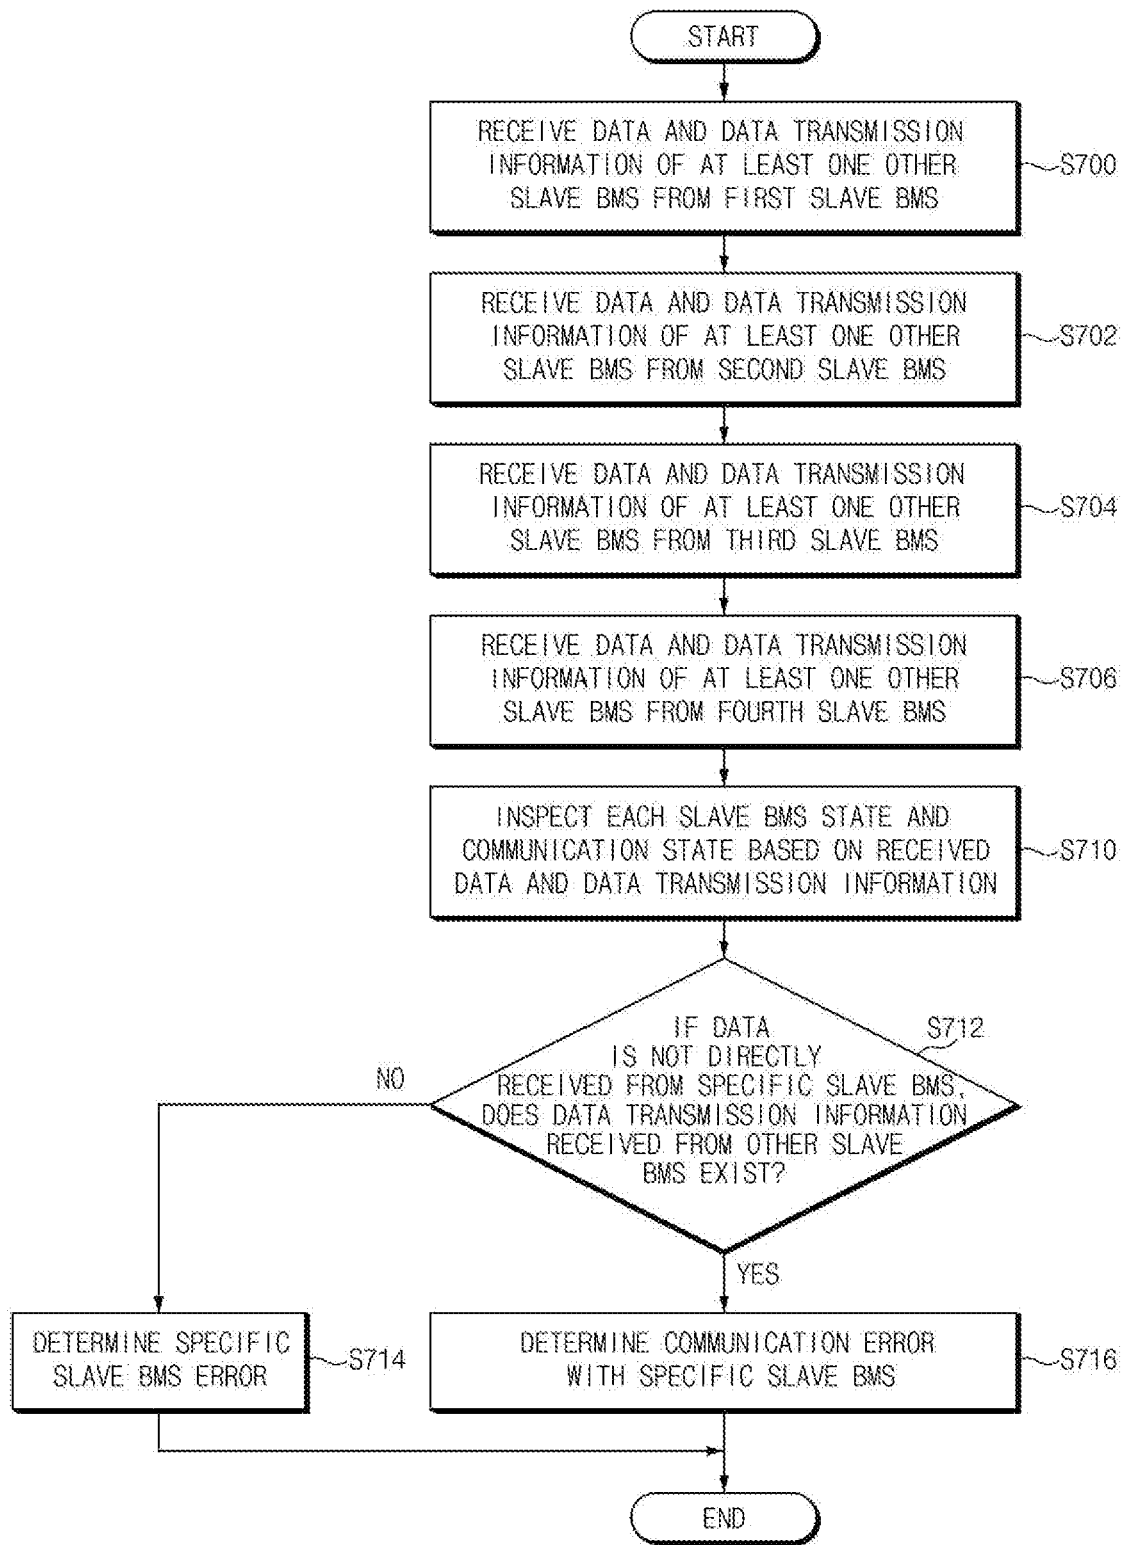 START
RECEIVE DATA AND DATA TRANSMISSION
INFORMATION OF AT LEAST ONE OTHER
SLAVE BMS FROM FIRST SLAVE BMS
S700
RECEIVE DATA AND DATA TRANSMISSION
INFORMATION OF AT LEAST ONE OTHER
SLAVE BMS FROM SECOND SLAVE BMS
S702
RECEIVE DATA AND DATA TRANSMISSION
INFORMATION OF AT LEAST ONE OTHER
SLAVE BMS FROM THIRD SLAVE BMS
S704
RECEIVE DATA AND DATA TRANSMISSION
INFORMATION OF AT LEAST ONE OTHER
SLAVE BMS FROM FOURTH SLAVE BMS
S706
INSPECT EACH SLAVE BMS STATE AND
COMMUNICATION STATE BASED ON RECEIVED
DATA AND DATA TRANSMISSION INFORMATION
S710
IF DATA
IS NOT DIRECTLY
RECEIVED FROM SPECIFIC SLAVE BMS,
DOES DATA TRANSMISSION INFORMATION
RECEIVED FROM OTHER SLAVE
BMS EXIST?
S712
NO
YES
DETERMINE SPECIFIC
SLAVE BMS ERROR
S714
DETERMINE COMMUNICATION ERROR
WITH SPECIFIC SLAVE BMS
S716
END